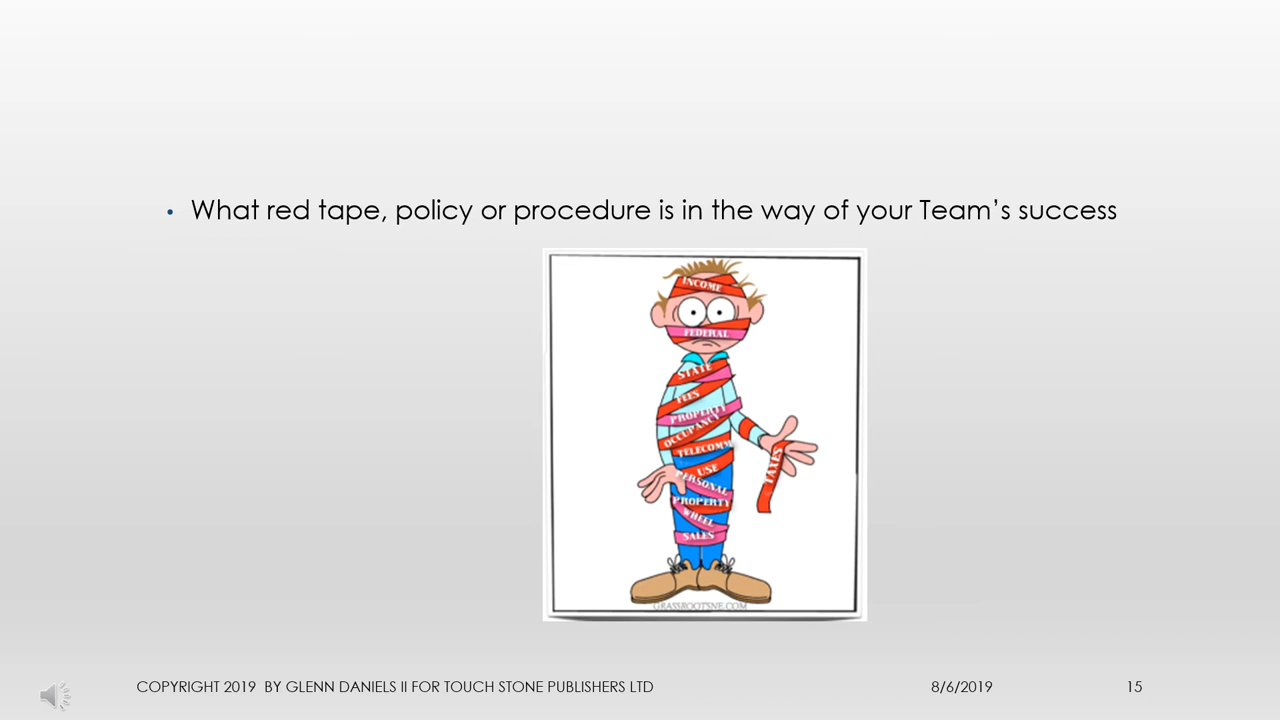 • What red tape, policy or procedure is in the way of your Team’s success
INCOME
FEDERAL
STATE
FEES
PROPERTY
OCCUPANCY
TELECOMM
USE
PERSONAL
PROPERTY
WHEEL
SALES
TAXES
GRASSROOTSNE.COM
COPYRIGHT 2019 BY GLENN DANIELS II FOR TOUCH STONE PUBLISHERS LTD
8/6/2019
15